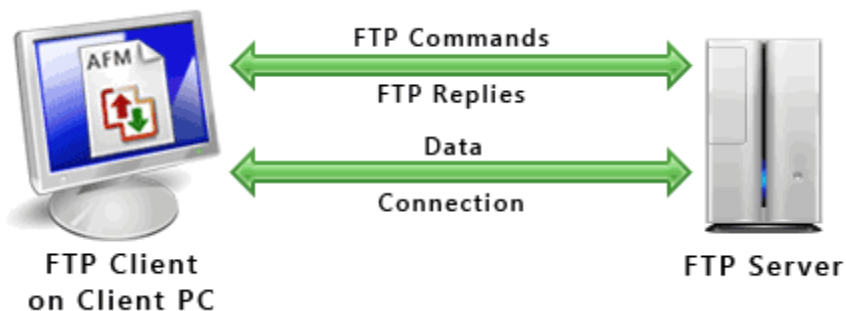 AFM
FTP Commands
FTP Replies
Data
Connection
FTP Client
on Client PC
FTP Server